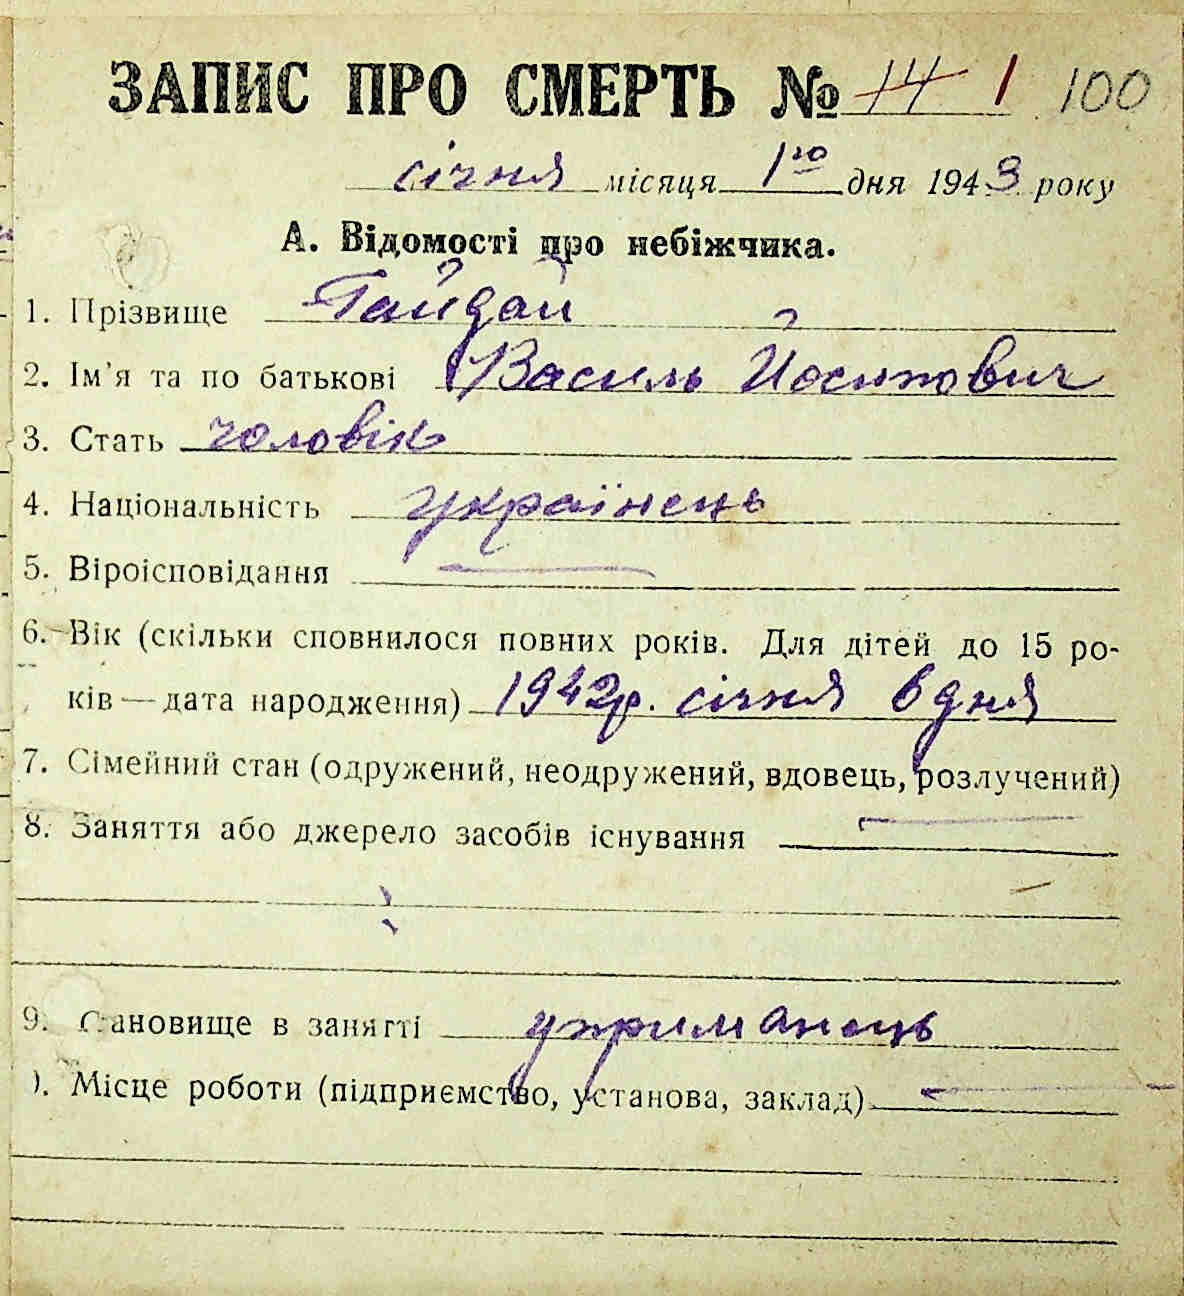 ЗАПИС ПРО СМЕРТЬ № 14 1 100
січня місяця 1го дня 1943 року
А. Відомості про небіжчика.
1. Прізвище Гайдай
2. Ім'я та по батькові Василь Йосипович
3. Стать чоловік
4. Національність українець
5. Віроісповідання
6. Вік (скільки сповнилося повних років. Для дітей до 15 ро-
ків — дата народження) 1942р. січня 6 дня
7. Сімейний стан (одружений, неодружений, вдовець, розлучений)
8. Заняття або джерело засобів існування
9. Становище в занятті утриманець
). Місце роботи (підприємство, установа, заклад)